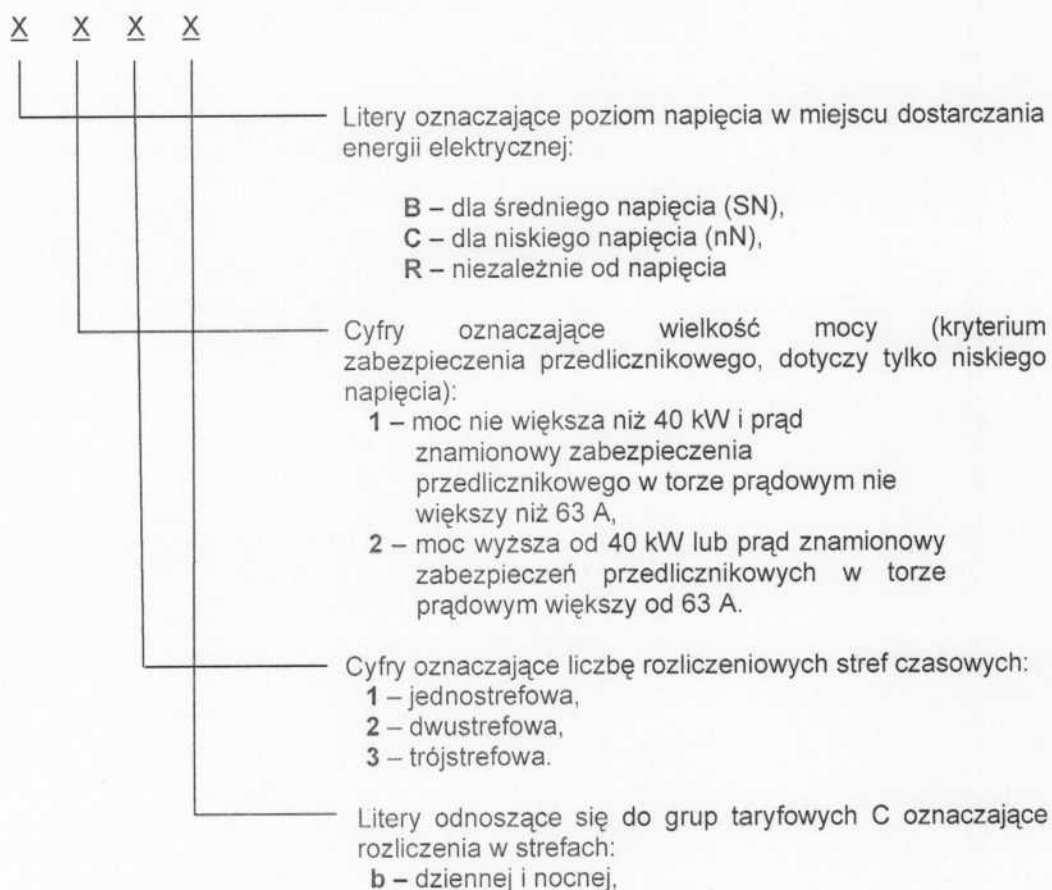 X X X X
Litery oznaczające poziom napięcia w miejscu dostarczania
energii elektrycznej:
B – dla średniego napięcia (SN),
C – dla niskiego napięcia (nN),
R – niezależnie od napięcia
Cyfry oznaczające wielkość mocy (kryterium
zabezpieczenia przedlicznikowego, dotyczy tylko niskiego
napięcia):
1 – moc nie większa niż 40 kW i prąd
znamionowy zabezpieczenia
przedlicznikowego w torze prądowym nie
większy niż 63 A,
2 – moc wyższa od 40 kW lub prąd znamionowy
zabezpieczeń przedlicznikowych w torze
prądowym większy od 63 A.
Cyfry oznaczające liczbę rozliczeniowych stref czasowych:
1 – jednostrefowa,
2 – dwustrefowa,
3 – trójstrefowa.
Litery odnoszące się do grup taryfowych C oznaczające
rozliczenia w strefach:
b – dziennej i nocnej,